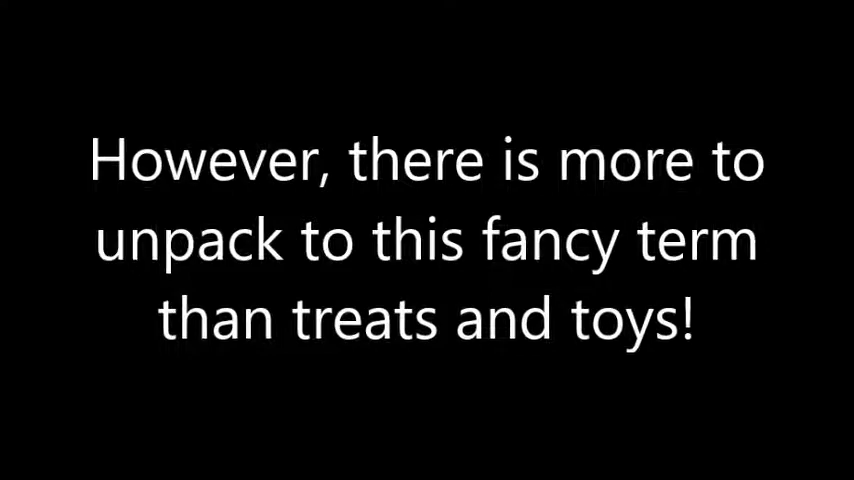 However, there is more to
unpack to this fancy term
than treats and toys!